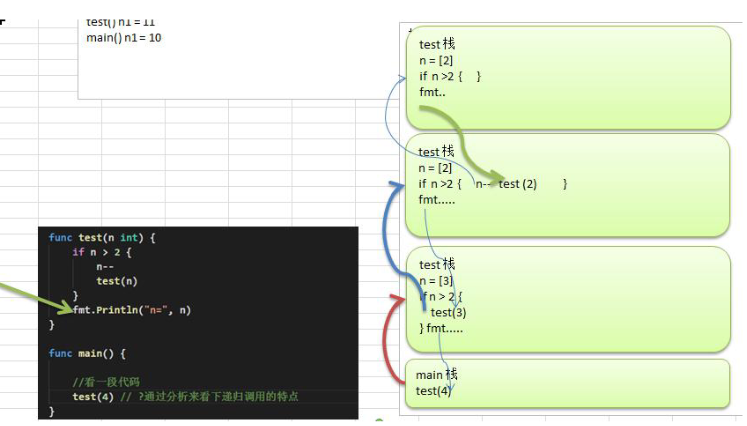 test() n1 = 11
main() n1 = 10
test 栈
n = [2]
if n >2 { }
fmt..
test 栈
n = [2]
if n >2 { n-- test (2) }
fmt.....
test 栈
n = [3]
if n > 2 {
test(3)
} fmt.....
main 栈
test(4)
func test(n int) {
if n > 2 {
n--
test(n)
}
fmt.Println("n=", n)
}
func main() {
//看一段代码
test(4) // ?通过分析来看下递归调用的特点
}